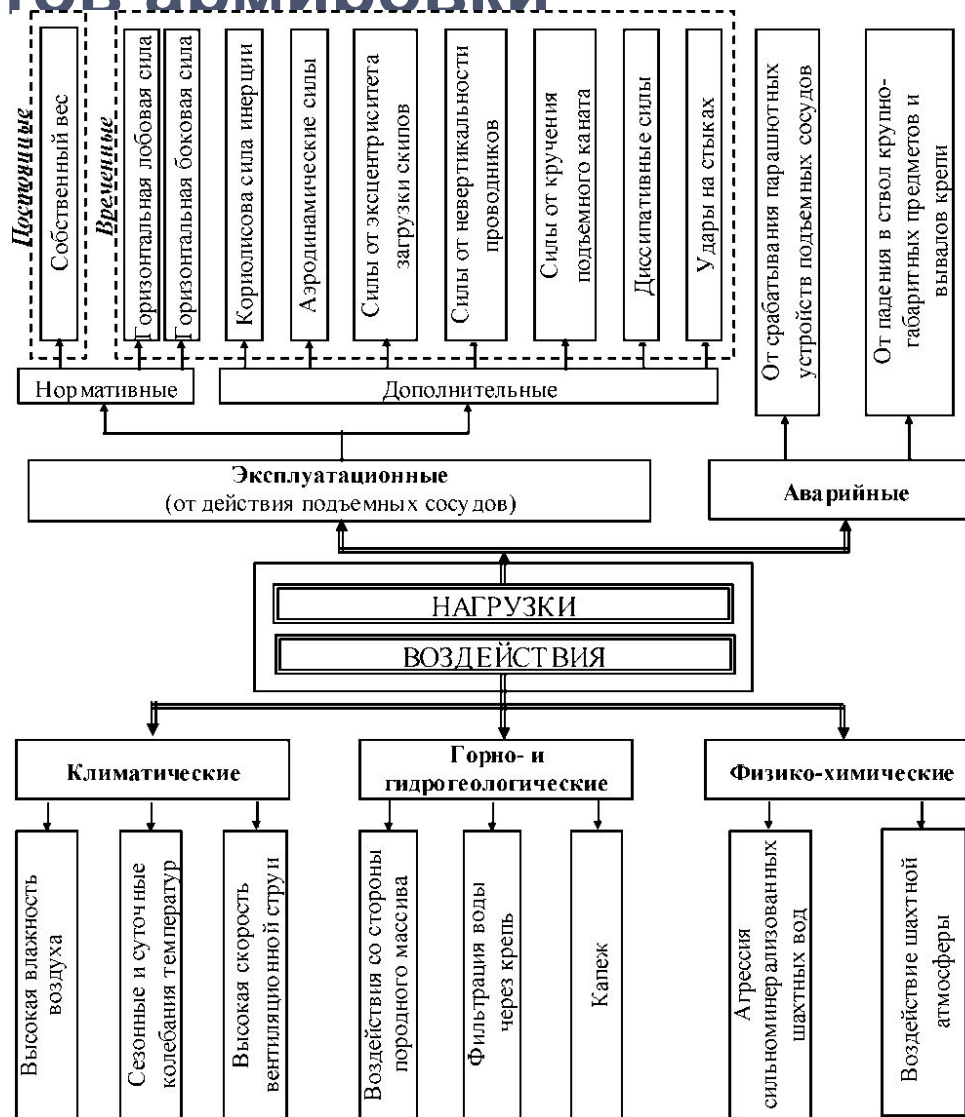 тов армировки
Постоянные
Собственный вес
Временные
Горизонтальная лобовая сила
Горизонтальная боковая сила
Кориолисова сила инерции
Аэродинамические силы
Силы от эксцентриситета
загрузки скипов
Силы от невертикальности
проводников
Силы от кручения
подъемного каната
Диссипативные силы
Удары на стыках
От срабатывания парашютных
устройств подъемных сосудов
От падения в ствол крупно-
габаритных предметов и
вывалов крепи
Нормативные
Дополнительные
Эксплуатационные
(от действия подъемных сосудов)
Аварийные
НАГРУЗКИ
ВОЗДЕЙСТВИЯ
Климатические
Горно- и
гидрогеологические
Физико-химические
Высокая влажность
воздуха
Сезонные и суточные
колебания температур
Высокая скорость
вентиляционной струи
Воздействия со стороны
породного массива
Фильтрация воды
через крепь
Капеж
Агрессия
сильноминерализованных
шахтных вод
Воздействие шахтной
атмосферы